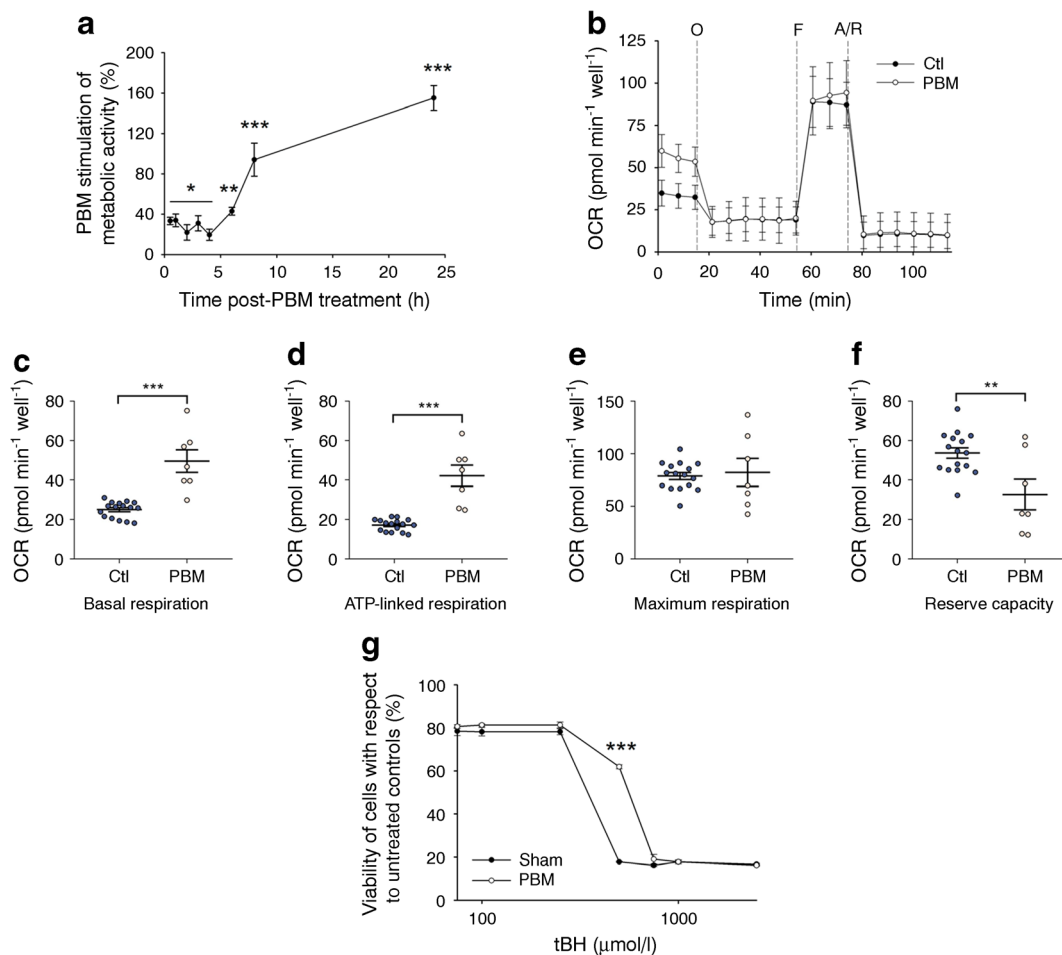 a
PBM stimulation of
metabolic activity (%)
200
160
120
80
40
0
*
**
***
***
0 5 10 15 20 25
Time post-PBM treatment (h)
b
OCR (pmol min⁻¹ well⁻¹)
125
100
75
50
25
0
O F A/R
Ctl
PBM
0 20 40 60 80 100
Time (min)
c
OCR (pmol min⁻¹ well⁻¹)
80
60
40
20
0
***
Ctl PBM
Basal respiration
d
OCR (pmol min⁻¹ well⁻¹)
80
60
40
20
0
***
Ctl PBM
ATP-linked respiration
e
OCR (pmol min⁻¹ well⁻¹)
150
100
50
0
Ctl PBM
Maximum respiration
f
OCR (pmol min⁻¹ well⁻¹)
80
60
40
20
0
**
Ctl PBM
Reserve capacity
g
Viability of cells with respect
to untreated controls (%)
100
80
60
40
20
0
***
Sham
PBM
100 1000
tBH (μmol/l)